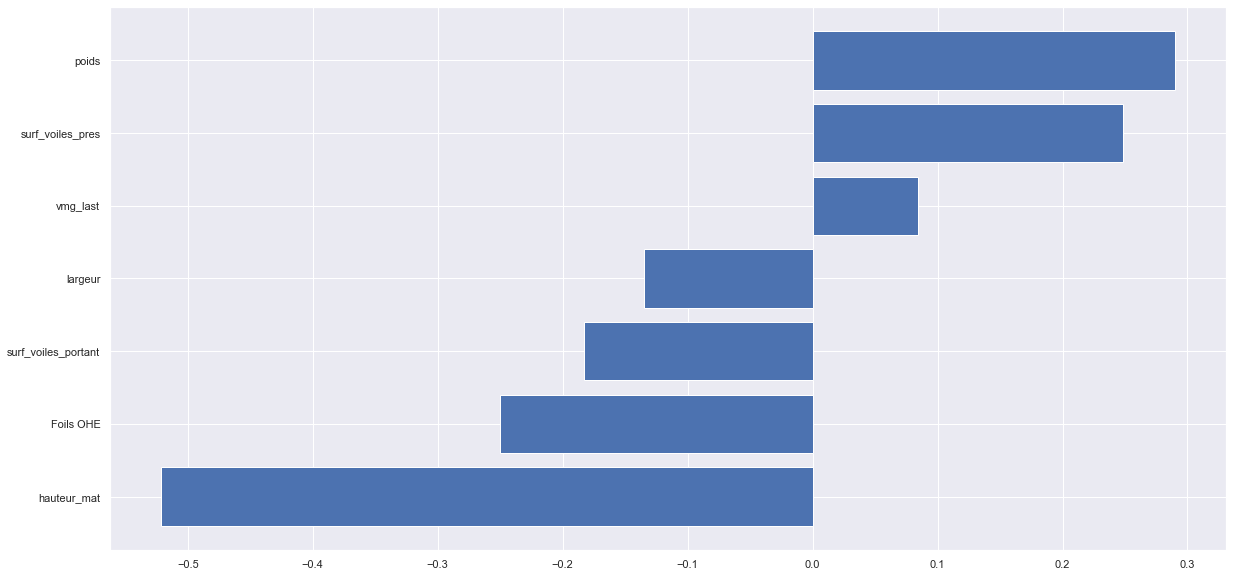 poids
surf_voiles_pres
vmg_last
largeur
surf_voiles_portant
Foils OHE
hauteur_mat
−0.5 −0.4 −0.3 −0.2 −0.1 0.0 0.1 0.2 0.3